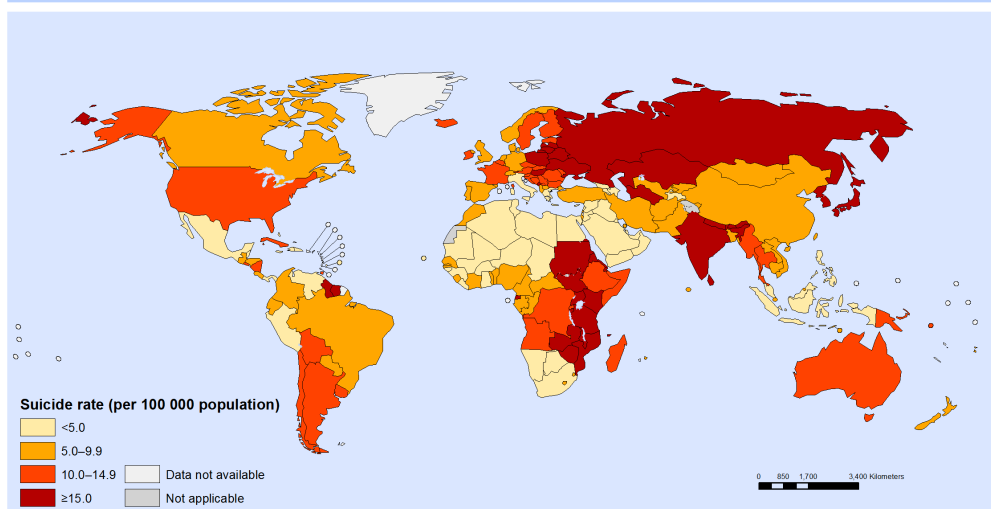 Suicide rate (per 100 000 population)
<5.0
5.0–9.9
10.0–14.9
≥15.0
Data not available
Not applicable
0 850 1,700 3,400 Kilometers